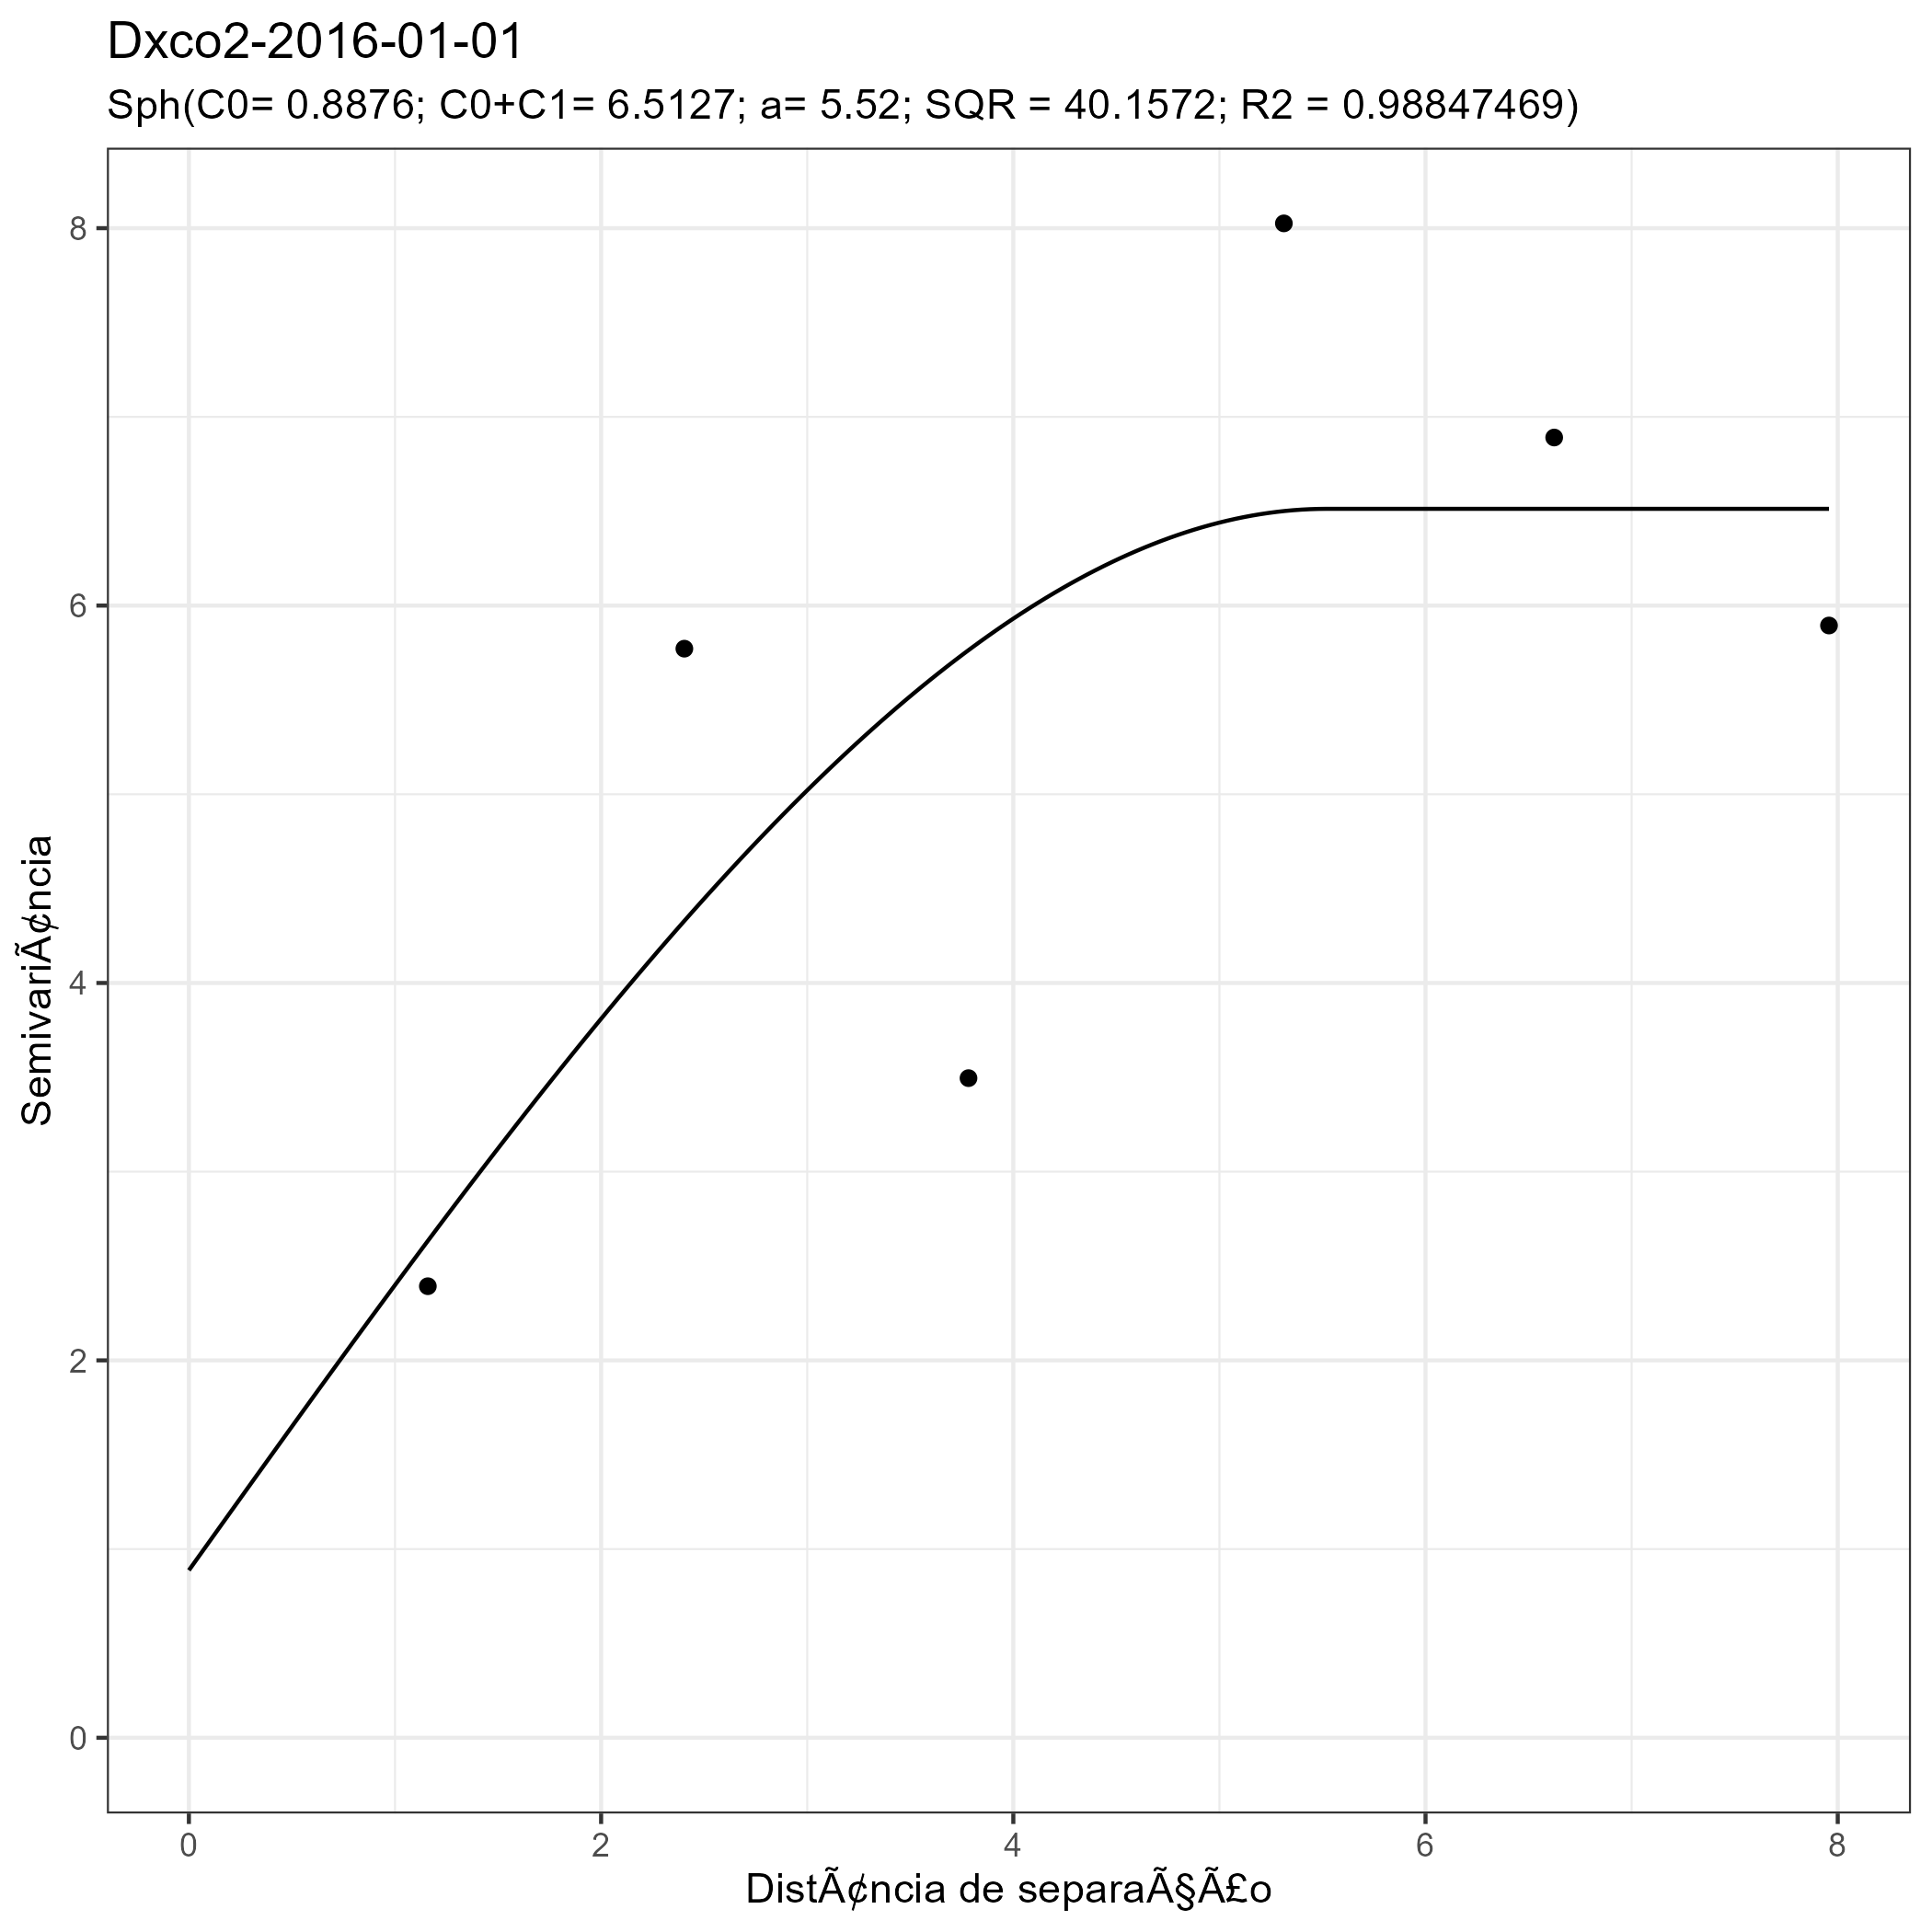 Dxco2-2016-01-01
Sph(C0= 0.8876; C0+C1= 6.5127; a= 5.52; SQR = 40.1572; R2 = 0.98847469)
SemivariÃ¢ncia
8
6
4
2
0
0 2 4 6 8
DistÃ¢ncia de separaÃ§Ã£o